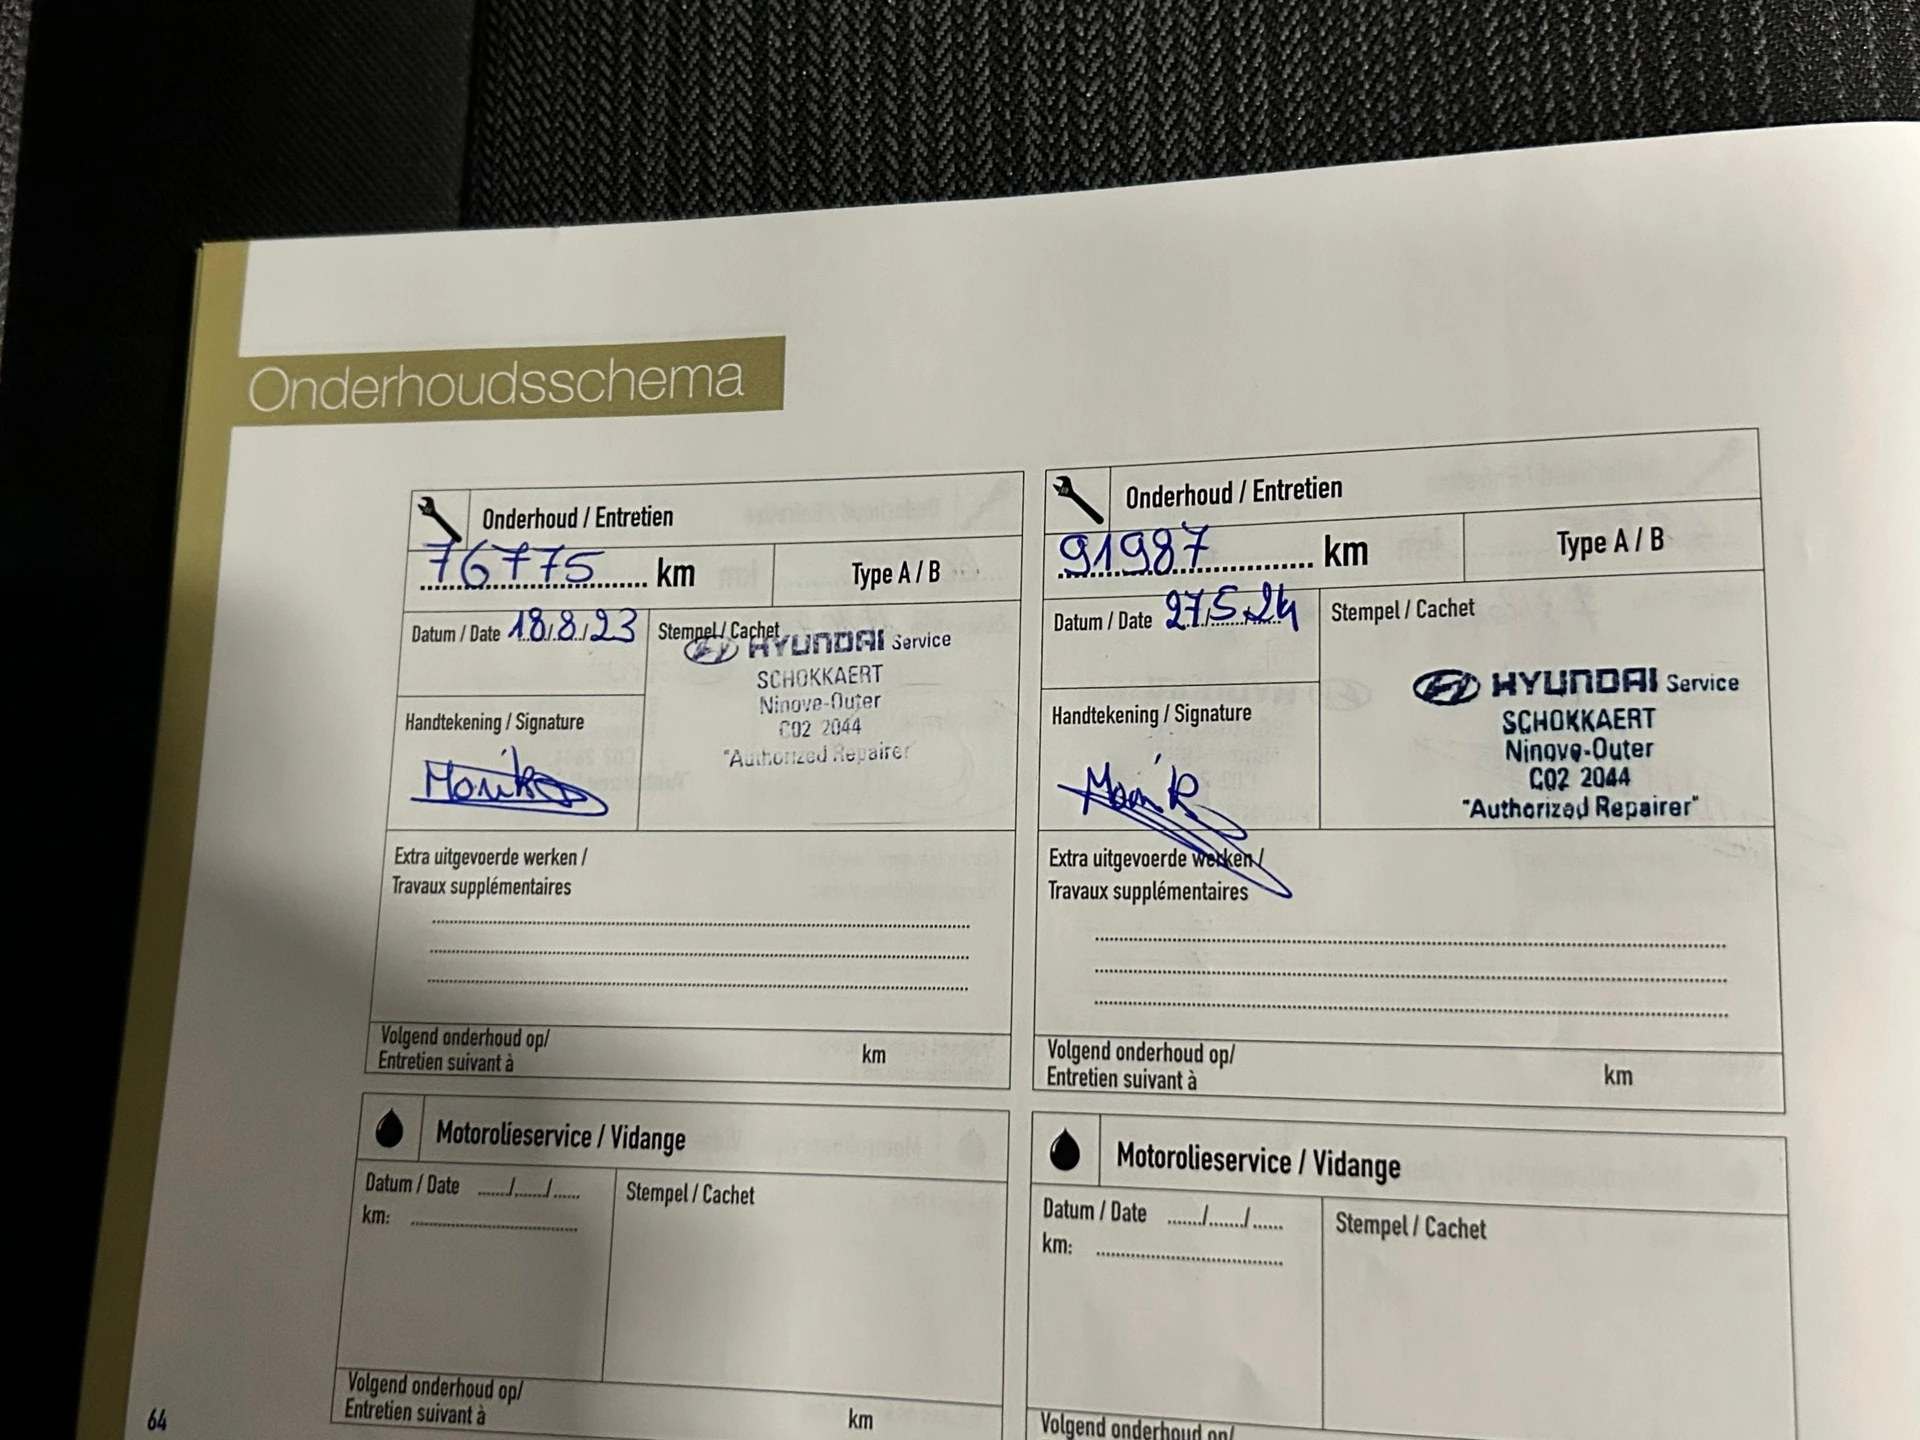 Onderhoudsschema
Onderhoud / Entretien
76775 km
Type A / B
Datum / Date 18/8/23
Stempel / Cachet
HYUNDAI Service
SCHOKKAERT
Ninove-Outer
C02 2044
"Authorized Repairer"
Handtekening / Signature
Extra uitgevoerde werken /
Travaux supplémentaires
Volgend onderhoud op/
Entretien suivant à
km
Motorolieservice / Vidange
Datum / Date ....../....../......
km:
Stempel / Cachet
Volgend onderhoud op/
Entretien suivant à
km
Onderhoud / Entretien
91987 km
Type A / B
Datum / Date 27/5/24
Stempel / Cachet
HYUNDAI Service
SCHOKKAERT
Ninove-Outer
C02 2044
"Authorized Repairer"
Handtekening / Signature
Extra uitgevoerde werken /
Travaux supplémentaires
Volgend onderhoud op/
Entretien suivant à
km
Motorolieservice / Vidange
Datum / Date ....../....../......
km:
Stempel / Cachet
Volgend onderhoud op/
64